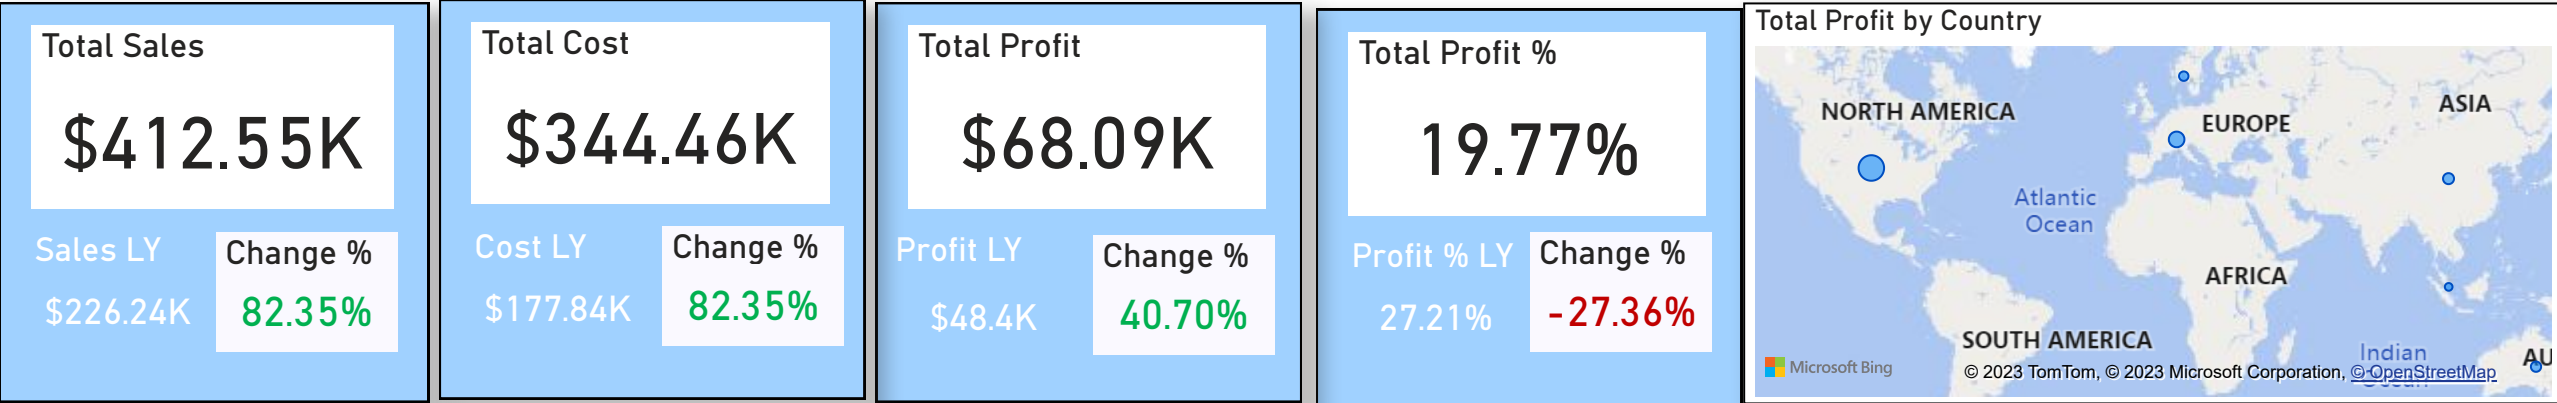 Total Sales
$412.55K
Sales LY
$226.24K
Change %
82.35%
Total Cost
$344.46K
Cost LY
$177.84K
Change %
82.35%
Total Profit
$68.09K
Profit LY
$48.4K
Change %
40.70%
Total Profit %
19.77%
Profit % LY
27.21%
Change %
-27.36%
Total Profit by Country
NORTH AMERICA
EUROPE
ASIA
Atlantic
Ocean
AFRICA
SOUTH AMERICA
Indian
Ocean
AU
Microsoft Bing
© 2023 TomTom, © 2023 Microsoft Corporation, © OpenStreetMap